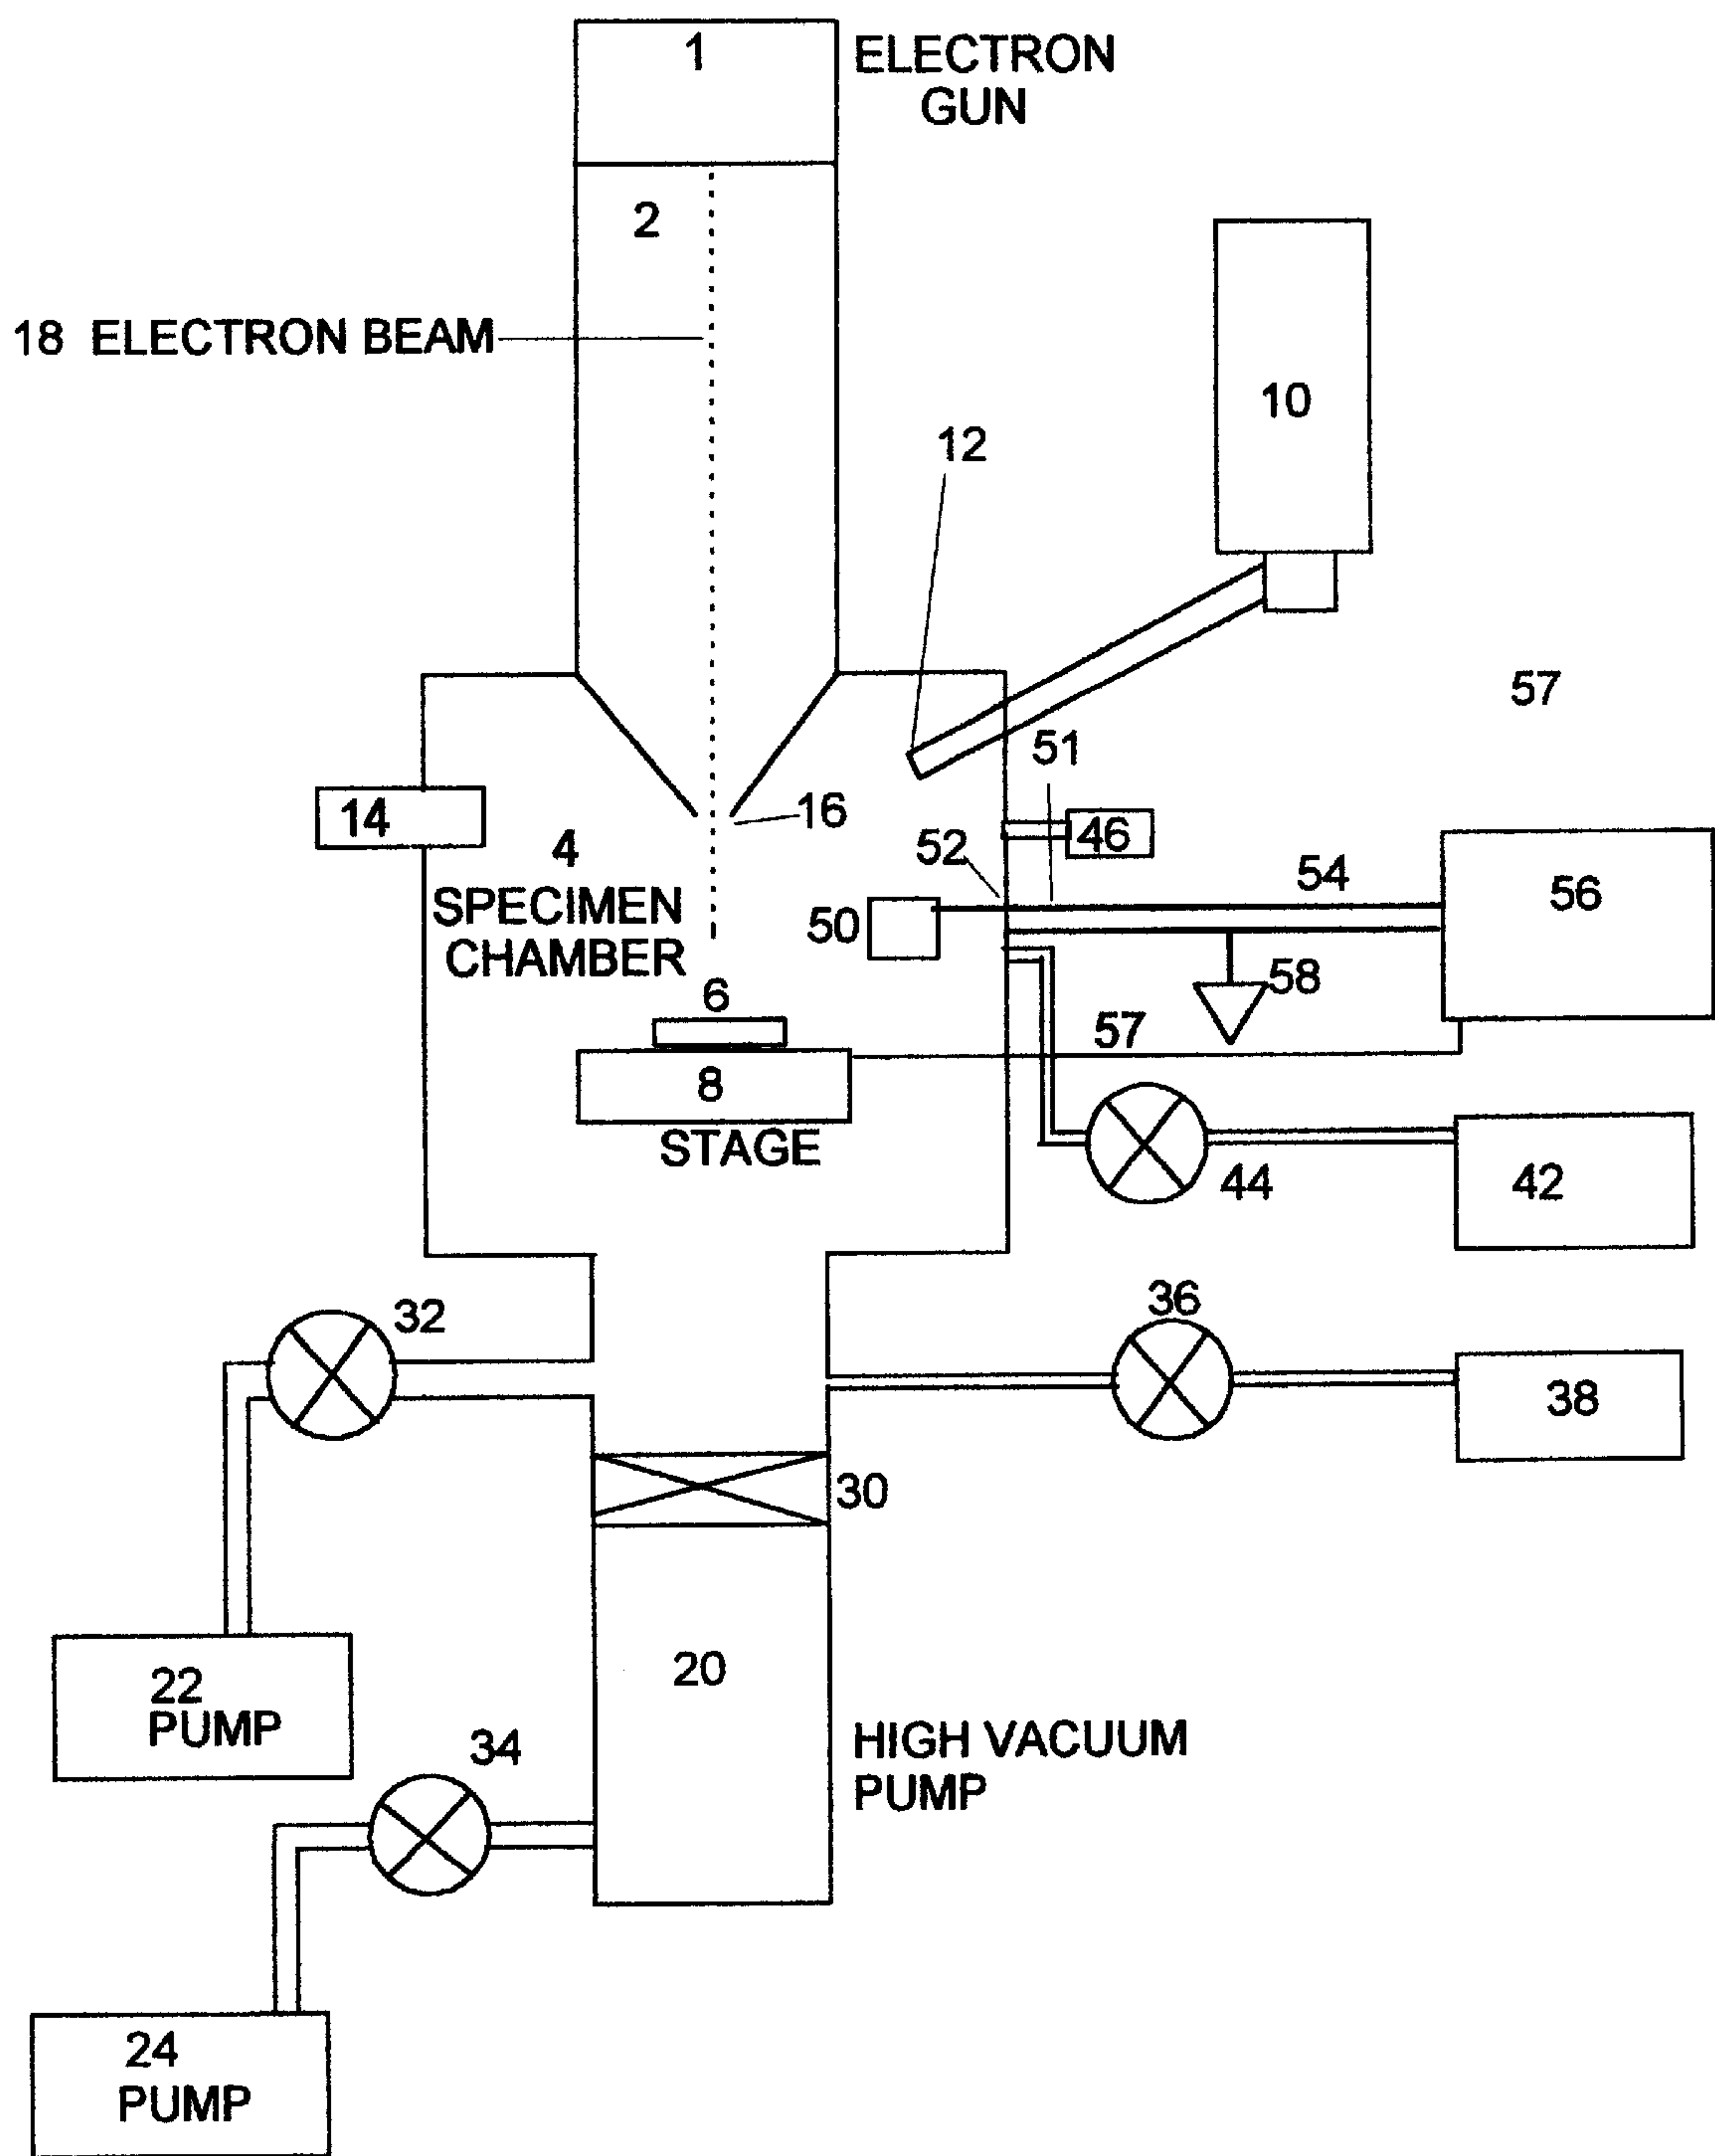 1
ELECTRON
GUN
2
18 ELECTRON BEAM
10
12
57
51
14
16
46
4
SPECIMEN
CHAMBER
52
50
54
56
58
6
57
8
STAGE
44
42
32
36
38
30
22
PUMP
20
34
HIGH VACUUM
PUMP
24
PUMP